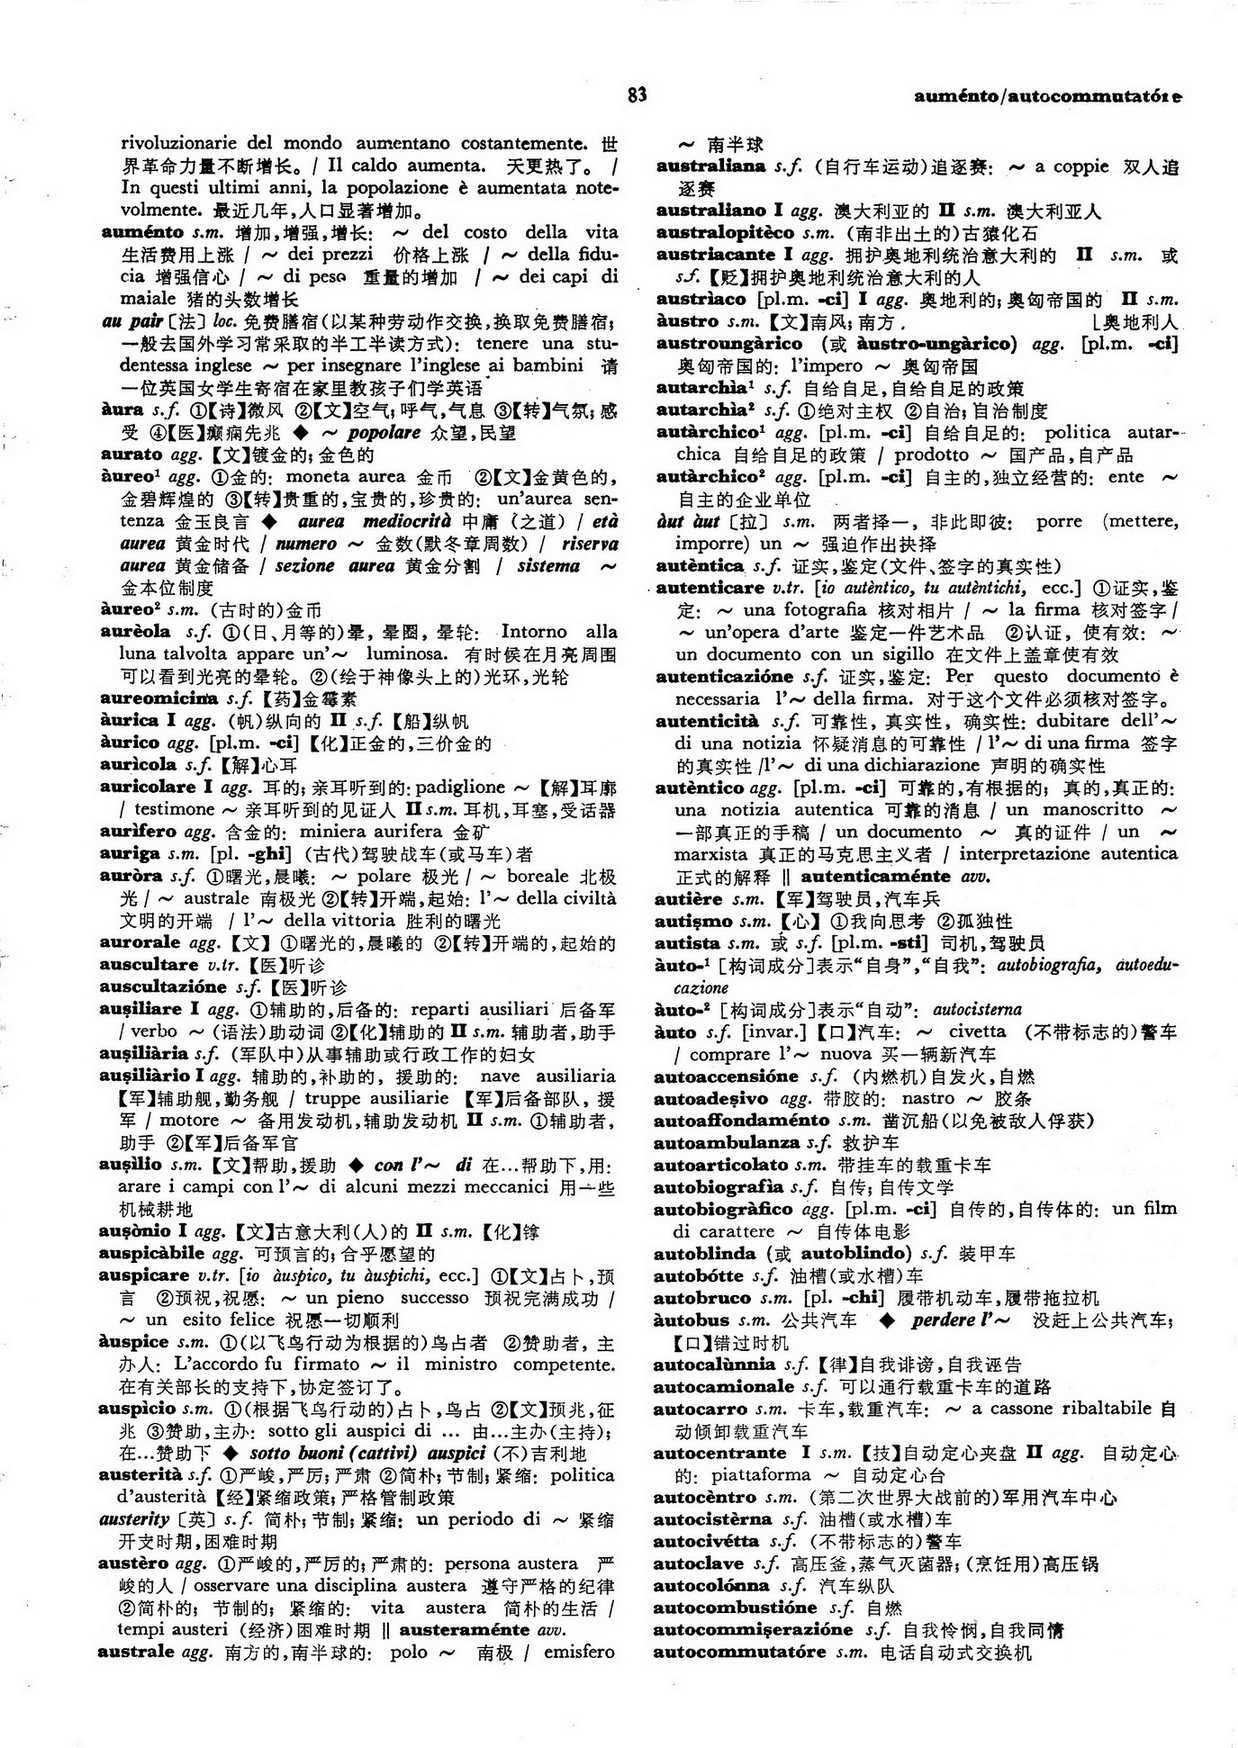 83
auménto/autocommutatóre
rivoluzionarie del mondo aumentano costantemente. 世
界革命力量不断增长。/ Il caldo aumenta. 天更热了。 /
In questi ultimi anni, la popolazione è aumentata note-
volmente. 最近几年,人口显著增加。
auménto s.m. 增加,增强,增长: ～ del costo della vita
生活费用上涨 / ～ dei prezzi 价格上涨 / ～ della fidu-
cia 增强信心 / ～ di peso 重量的增加 / ～ dei capi di
maiale 猪的头数增长
au pair〔法〕loc. 免费膳宿(以某种劳动作交换,换取免费膳宿;
一般去国外学习常采取的半工半读方式): tenere una stu-
dentessa inglese ～ per insegnare l'inglese ai bambini 请
一位英国女学生寄宿在家里教孩子们学英语
àura s.f. ①【诗】微风 ②【文】空气; 呼气,气息 ③【转】气氛; 感
受 ④【医】癫痫先兆 ◆ ～ popolare 众望,民望
aurato agg. 【文】镀金的; 金色的
àureo¹ agg. ①金的: moneta aurea 金币 ②【文】金黄色的,
金碧辉煌的 ③【转】贵重的,宝贵的,珍贵的: un'aurea sen-
tenza 金玉良言 ◆ aurea mediocrità 中庸(之道) / età
aurea 黄金时代 / numero ～ 金数(默冬章周数) / riserva
aurea 黄金储备 / sezione aurea 黄金分割 / sistema ～
金本位制度
àureo² s.m. (古时的)金币
aurèola s.f. ①(日、月等的)晕, 晕圈, 晕轮: Intorno alla
luna talvolta appare un'～ luminosa. 有时候在月亮周围
可以看到光亮的晕轮。②(绘于神像头上的)光环,光轮
aureomicina s.f. 【药】金霉素
àurica I agg. (帆)纵向的 II s.f. 【船】纵帆
àurico agg. [pl.m. -ci]【化】正金的,三价金的
aurìcola s.f. 【解】心耳
auricolare I agg. 耳的; 亲耳听到的: padiglione ～【解】耳廓
/ testimone ～ 亲耳听到的见证人 II s.m. 耳机,耳塞,受话器
aurìfero agg. 含金的: miniera aurifera 金矿
auriga s.m. [pl. -ghi] (古代)驾驶战车(或马车)者
auròra s.f. ①曙光,晨曦: ～ polare 极光 / ～ boreale 北极
光 / ～ australe 南极光 ②【转】开端,起始: l'～ della civiltà
文明的开端 / l'～ della vittoria 胜利的曙光
aurorale agg. 【文】 ①曙光的,晨曦的 ②【转】开端的,起始的
auscultare v.tr. 【医】听诊
auscultazióne s.f. 【医】听诊
auṣiliare I agg. ①辅助的,后备的: reparti ausiliari 后备军
/ verbo ～ (语法)助动词 ②【化】辅助的 II s.m. 辅助者,助手
auṣiliària s.f. (军队中)从事辅助或行政工作的妇女
auṣiliàrio I agg. 辅助的,补助的, 援助的: nave ausiliaria
【军】辅助舰,勤务舰 / truppe ausiliarie 【军】后备部队, 援
军 / motore ～ 备用发动机,辅助发动机 II s.m. ①辅助者,
助手 ②【军】后备军官
auṣìlio s.m. 【文】帮助,援助 ◆ con l'～ di 在…帮助下,用:
arare i campi con l'～ di alcuni mezzi meccanici 用一些
机械耕地
auṣònio I agg. 【文】古意大利(人)的 II s.m. 【化】𨨏
auspicàbile agg. 可预言的; 合乎愿望的
auspicare v.tr. [io àuspico, tu àuspichi, ecc.] ①【文】占卜,预
言 ②预祝,祝愿: ～ un pieno successo 预祝完满成功 /
～ un esito felice 祝愿一切顺利
àuspice s.m. ①(以飞鸟行动为根据的)鸟占者 ②赞助者, 主
办人: L'accordo fu firmato ～ il ministro competente.
在有关部长的支持下,协定签订了。
auspìcio s.m. ①(根据飞鸟行动的)占卜,鸟占 ②【文】预兆,征
兆 ③赞助,主办: sotto gli auspici di … 由…主办(主持);
在…赞助下 ◆ sotto buoni (cattivi) auspici (不)吉利地
austerità s.f. ①严峻,严厉; 严肃 ②简朴; 节制; 紧缩: politica
d'austerità【经】紧缩政策; 严格管制政策
austerity〔英〕s.f. 简朴; 节制; 紧缩: un periodo di ～ 紧缩
开支时期,困难时期
austèro agg. ①严峻的,严厉的; 严肃的: persona austera 严
峻的人 / osservare una disciplina austera 遵守严格的纪律
②简朴的; 节制的; 紧缩的: vita austera 简朴的生活 /
tempi austeri (经济)困难时期 ‖ austeraménte avv.
australe agg. 南方的,南半球的: polo ～ 南极 / emisfero
～ 南半球
australiana s.f. (自行车运动)追逐赛: ～ a coppie 双人追
逐赛
australiano I agg. 澳大利亚的 II s.m. 澳大利亚人
australopitèco s.m. (南非出土的)古猿化石
austriacante I agg. 拥护奥地利统治意大利的 II s.m. 或
s.f. 【贬】拥护奥地利统治意大利的人
austrìaco [pl.m. -ci] I agg. 奥地利的; 奥匈帝国的 II s.m.
àustro s.m. 【文】南风; 南方. ⌊奥地利人
austroungàrico (或 àustro-ungàrico) agg. [pl.m. -ci]
奥匈帝国的: l'impero ～ 奥匈帝国
autarchìa¹ s.f. 自给自足,自给自足的政策
autarchìa² s.f. ①绝对主权 ②自治; 自治制度
autàrchico¹ agg. [pl.m. -ci] 自给自足的: politica autar-
chica 自给自足的政策 / prodotto ～ 国产品,自产品
autàrchico² agg. [pl.m. -ci] 自主的,独立经营的: ente ～
自主的企业单位
àut àut〔拉〕 s.m. 两者择一, 非此即彼: porre (mettere,
imporre) un ～ 强迫作出抉择
autèntica s.f. 证实,鉴定(文件、签字的真实性)
autenticare v.tr. [io autèntico, tu autèntichi, ecc.] ①证实,鉴
定: ～ una fotografia 核对相片 / ～ la firma 核对签字 /
～ un'opera d'arte 鉴定一件艺术品 ②认证, 使有效: ～
un documento con un sigillo 在文件上盖章使有效
autenticazióne s.f. 证实,鉴定: Per questo documento è
necessaria l'～ della firma. 对于这个文件必须核对签字。
autenticità s.f. 可靠性, 真实性, 确实性: dubitare dell'～
di una notizia 怀疑消息的可靠性 / l'～ di una firma 签字
的真实性 / l'～ di una dichiarazione 声明的确实性
autèntico agg. [pl.m. -ci] 可靠的,有根据的; 真的,真正的:
una notizia autentica 可靠的消息 / un manoscritto ～
一部真正的手稿 / un documento ～ 真的证件 / un ～
marxista 真正的马克思主义者 / interpretazione autentica
正式的解释 ‖ autenticaménte avv.
autière s.m. 【军】驾驶员,汽车兵
autiṣmo s.m. 【心】 ①我向思考 ②孤独性
autista s.m. 或 s.f. [pl.m. -sti] 司机,驾驶员
àuto-¹ [构词成分]表示“自身”,“自我”: autobiografia, autoedu-
cazione
àuto-² [构词成分]表示“自动”: autocisterna
àuto s.f. [invar.]【口】汽车: ～ civetta (不带标志的)警车
/ comprare l'～ nuova 买一辆新汽车
autoaccensióne s.f. (内燃机)自发火,自燃
autoadeṣivo agg. 带胶的: nastro ～ 胶条
autoaffondaménto s.m. 凿沉船(以免被敌人俘获)
autoambulanza s.f. 救护车
autoarticolato s.m. 带挂车的载重卡车
autobiografìa s.f. 自传; 自传文学
autobiogràfico agg. [pl.m. -ci] 自传的,自传体的: un film
di carattere ～ 自传体电影
autoblinda (或 autoblindo) s.f. 装甲车
autobótte s.f. 油槽(或水槽)车
autobruco s.m. [pl. -chi] 履带机动车,履带拖拉机
àutobus s.m. 公共汽车 ◆ perdere l'～ 没赶上公共汽车;
【口】错过时机
autocalùnnia s.f. 【律】自我诽谤,自我诬告
autocamionale s.f. 可以通行载重卡车的道路
autocarro s.m. 卡车,载重汽车: ～ a cassone ribaltabile 自
动倾卸载重汽车
autocentrante I s.m. 【技】自动定心夹盘 II agg. 自动定心
的: piattaforma ～ 自动定心台
autocèntro s.m. (第二次世界大战前的)军用汽车中心
autocistèrna s.f. 油槽(或水槽)车
autocivétta s.f. (不带标志的)警车
autoclave s.f. 高压釜,蒸气灭菌器; (烹饪用)高压锅
autocolónna s.f. 汽车纵队
autocombustióne s.f. 自燃
autocommiṣerazióne s.f. 自我怜悯,自我同情
autocommutatóre s.m. 电话自动式交换机